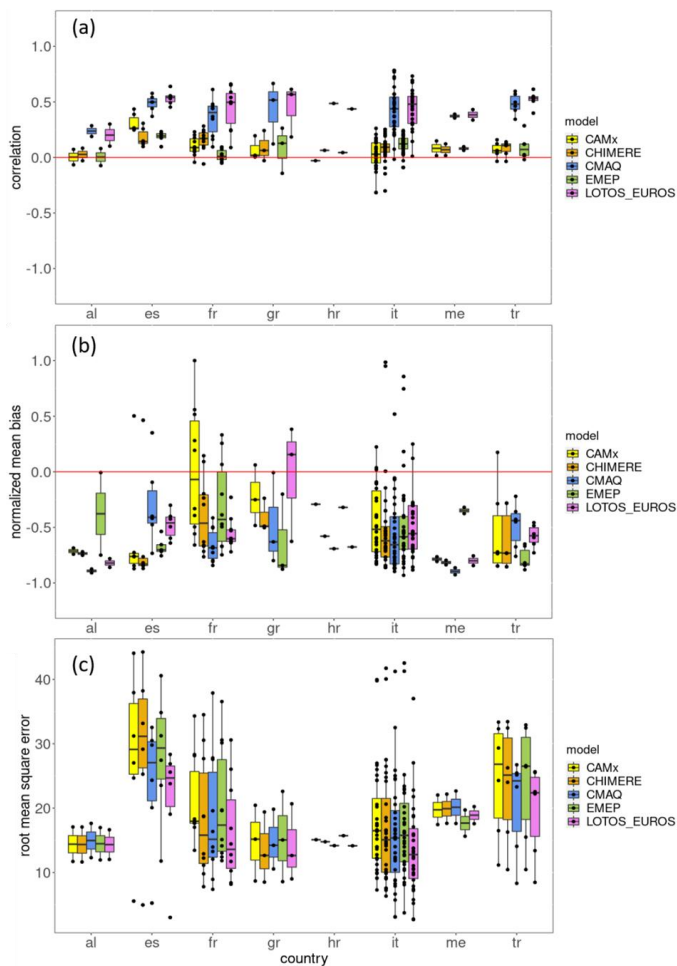 (a)
1.0
0.5
0.0
-0.5
-1.0
correlation
al es fr gr hr it me tr
model
CAMx
CHIMERE
CMAQ
EMEP
LOTOS_EUROS
(b)
1.0
0.5
0.0
-0.5
-1.0
normalized mean bias
al es fr gr hr it me tr
model
CAMx
CHIMERE
CMAQ
EMEP
LOTOS_EUROS
(c)
40
30
20
10
root mean square error
al es fr gr hr it me tr
country
model
CAMx
CHIMERE
CMAQ
EMEP
LOTOS_EUROS